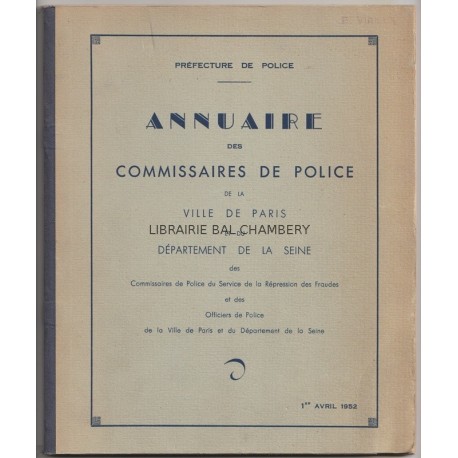 PRÉFECTURE DE POLICE
ANNUAIRE
DES
COMMISSAIRES DE POLICE
DE LA
VILLE DE PARIS
LIBRAIRIE BAL CHAMBERY
DÉPARTEMENT DE LA SEINE
des
Commissaires de Police du Service de la Répression des Fraudes
et des
Officiers de Police
de la Ville de Paris et du Département de la Seine
1er AVRIL 1952